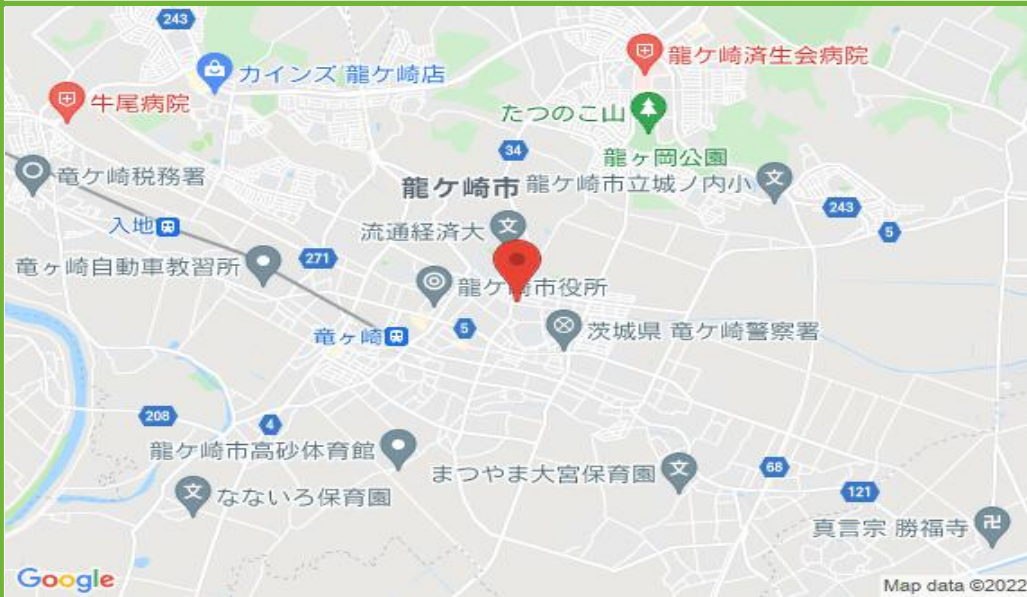 243
カインズ 龍ケ崎店
龍ケ崎済生会病院
牛尾病院
たつのこ山
34
龍ヶ岡公園
竜ケ崎税務署
龍ケ崎市
龍ケ崎市立城ノ内小
243
入地
流通経済大
5
竜ヶ崎自動車教習所
271
龍ケ崎市役所
竜ヶ崎
5
茨城県 竜ケ崎警察署
208
4
龍ケ崎市高砂体育館
まつやま大宮保育園
68
なないろ保育園
121
真言宗 勝福寺
Google
Map data ©2022